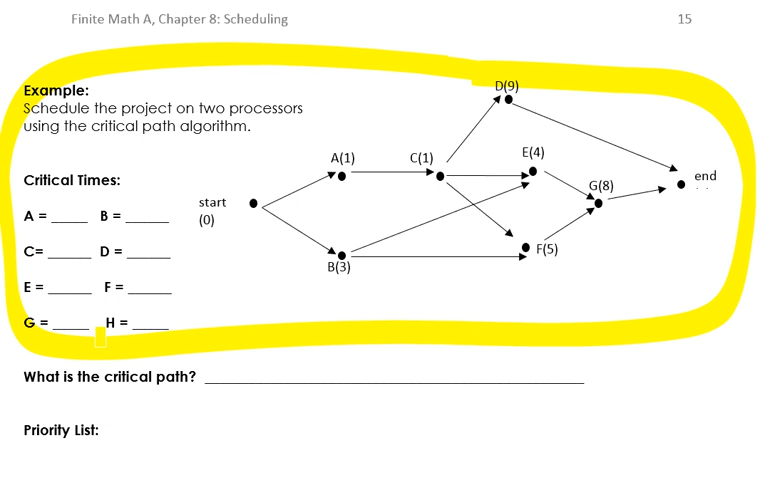 Finite Math A, Chapter 8: Scheduling 15
Example:
Schedule the project on two processors
using the critical path algorithm.
Critical Times:
A = _____ B = ______
C= ______ D = ______
E = ______ F = ______
G = _____ H = _____
start
(0)
A(1)
B(3)
C(1)
D(9)
E(4)
F(5)
G(8)
end
What is the critical path? ____________________________________________________
Priority List: